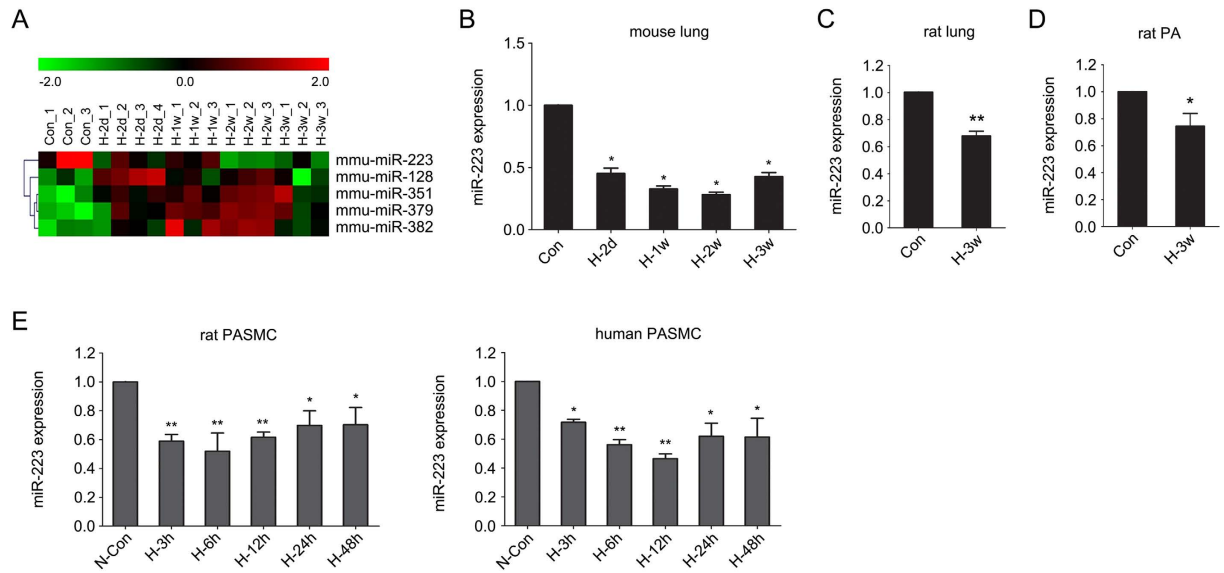 A
-2.0 0.0 2.0
Con_1
Con_2
Con_3
H-2d_1
H-2d_2
H-2d_3
H-2d_4
H-1w_1
H-1w_2
H-1w_3
H-2w_1
H-2w_2
H-2w_3
H-3w_1
H-3w_2
H-3w_3
mmu-miR-223
mmu-miR-128
mmu-miR-351
mmu-miR-379
mmu-miR-382
B
mouse lung
miR-223 expression
1.5
1.0
0.5
0.0
* * * *
Con H-2d H-1w H-2w H-3w
C
rat lung
miR-223 expression
1.2
1.0
0.8
0.6
0.4
0.2
0.0
**
Con H-3w
D
rat PA
miR-223 expression
1.2
1.0
0.8
0.6
0.4
0.2
0.0
*
Con H-3w
E
rat PASMC
miR-223 expression
1.2
1.0
0.8
0.6
0.4
0.2
0.0
** ** ** * *
N-Con H-3h H-6h H-12h H-24h H-48h
human PASMC
miR-223 expression
1.2
1.0
0.8
0.6
0.4
0.2
0.0
* ** ** * *
N-Con H-3h H-6h H-12h H-24h H-48h